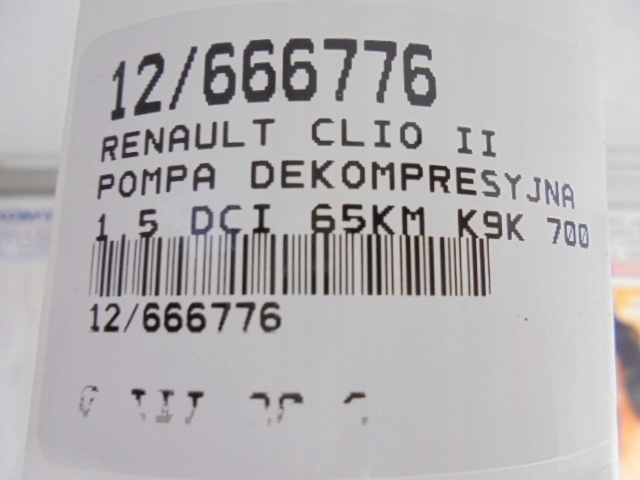 12/666776
RENAULT CLIO II
POMPA DEKOMPRESYJNA
1,5 DCI 65KM K9K 700
12/666776